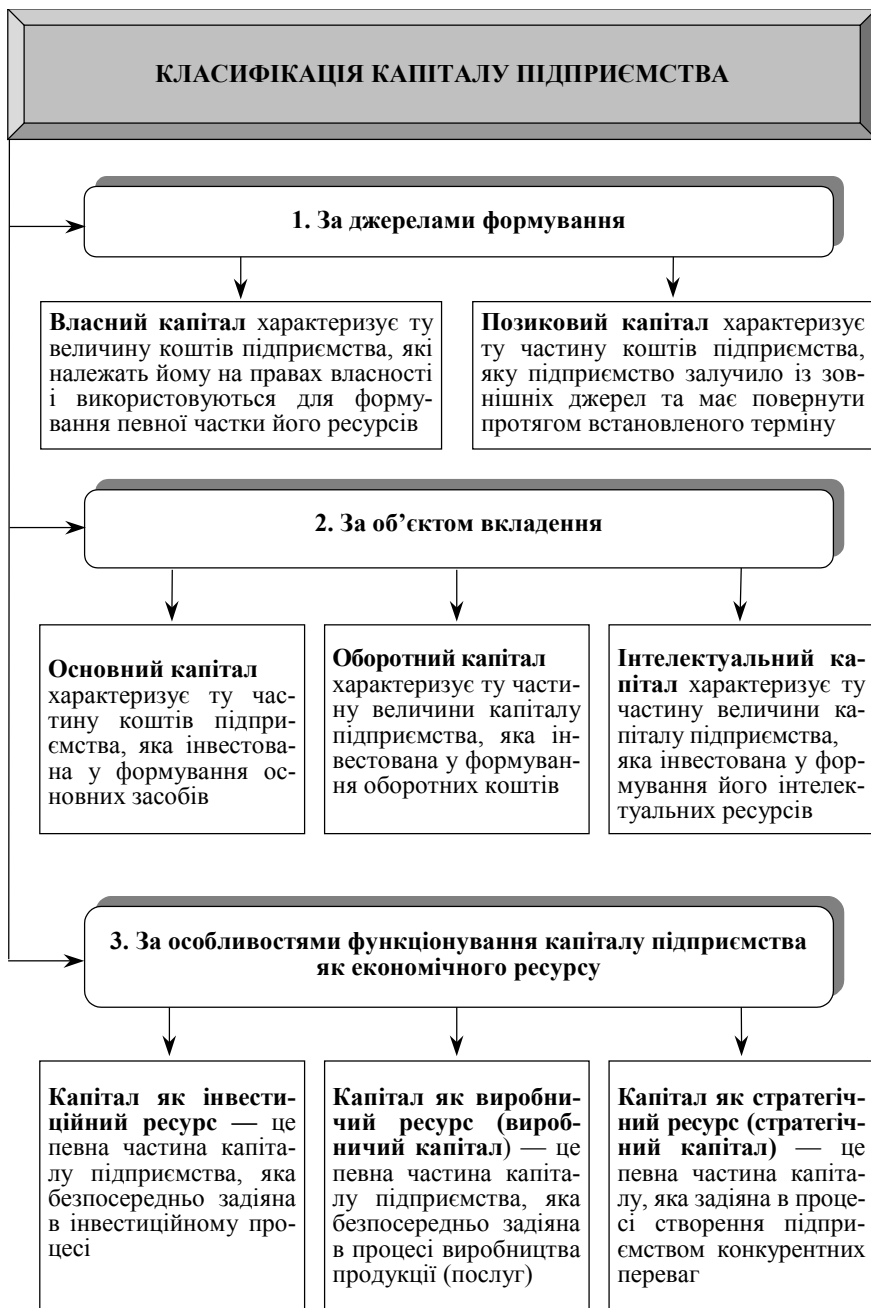 КЛАСИФІКАЦІЯ КАПІТАЛУ ПІДПРИЄМСТВА
1. За джерелами формування
Власний капітал характеризує ту
величину коштів підприємства, які
належать йому на правах власності
і використовуються для форму-
вання певної частки його ресурсів
Позиковий капітал характеризує
ту частину коштів підприємства,
яку підприємство залучило із зов-
нішніх джерел та має повернути
протягом встановленого терміну
2. За об’єктом вкладення
Основний капітал
характеризує ту час-
тину коштів підпри-
ємства, яка інвестова-
на у формування ос-
новних засобів
Оборотний капітал
характеризує ту части-
ну величини капіталу
підприємства, яка ін-
вестована у формуван-
ня оборотних коштів
Інтелектуальний ка-
пітал характеризує ту
частину величини ка-
піталу підприємства,
яка інвестована у фор-
мування його інтелек-
туальних ресурсів
3. За особливостями функціонування капіталу підприємства
як економічного ресурсу
Капітал як інвести-
ційний ресурс — це
певна частина капіта-
лу підприємства, яка
безпосередньо задіяна
в інвестиційному про-
цесі
Капітал як виробни-
чий ресурс (вироб-
ничий капітал) — це
певна частина капіта-
лу підприємства, яка
безпосередньо задіяна
в процесі виробництва
продукції (послуг)
Капітал як стратегіч-
ний ресурс (стратегіч-
ний капітал) — це
певна частина капіта-
лу, яка задіяна в проце-
сі створення підпри-
ємством конкурентних
переваг